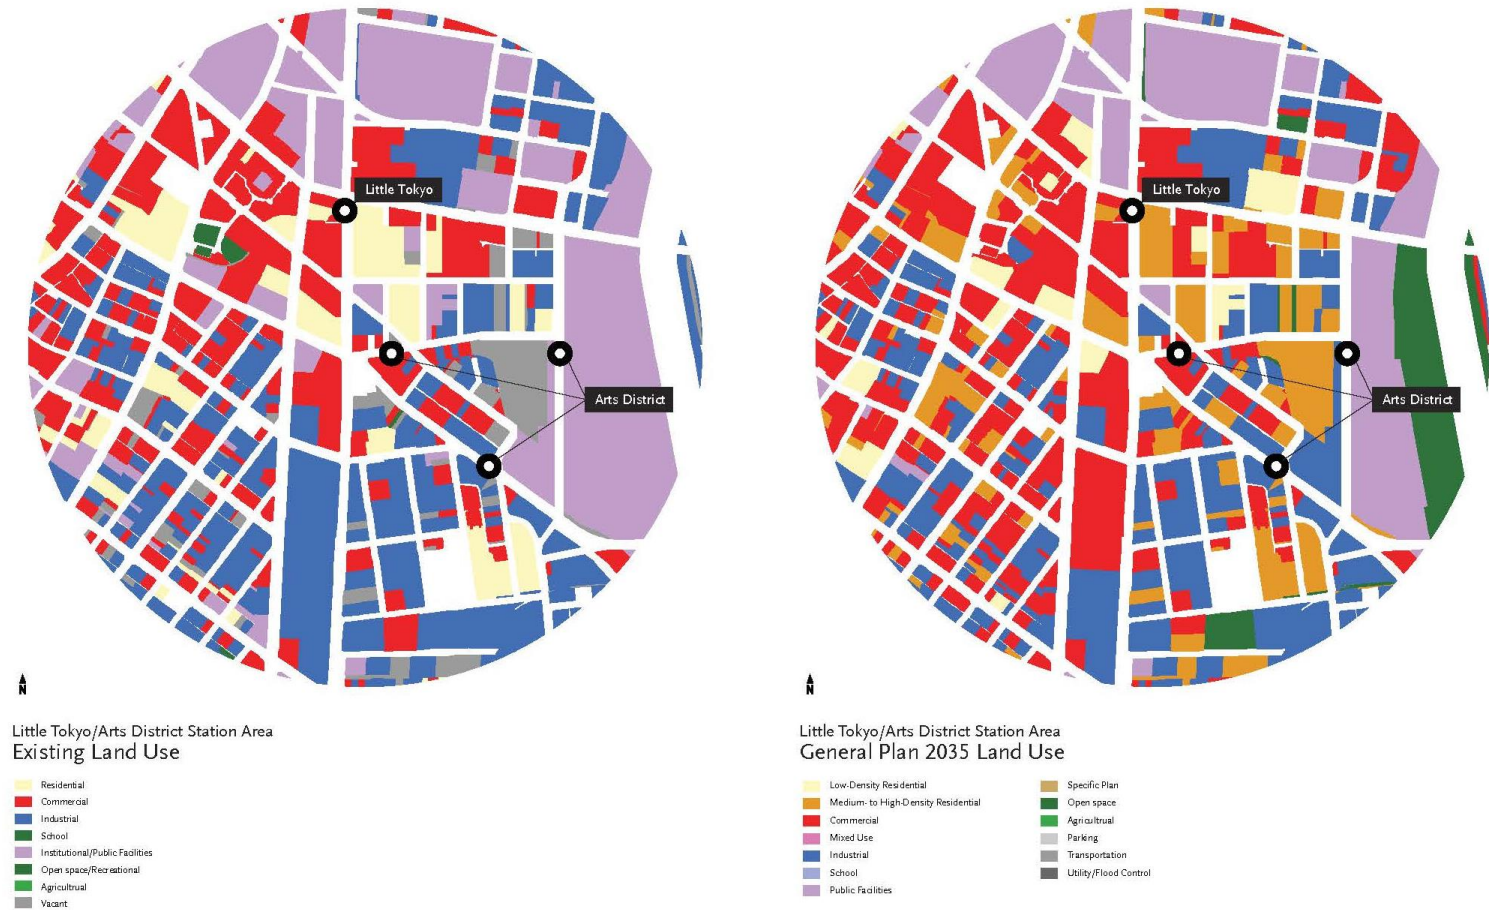 Little Tokyo
Arts District
N
Little Tokyo/Arts District Station Area
Existing Land Use
Residential
Commercial
Industrial
School
Institutional/Public Facilities
Open space/Recreational
Agricultrual
Vacant
Little Tokyo
Arts District
N
Little Tokyo/Arts District Station Area
General Plan 2035 Land Use
Low-Density Residential
Medium- to High-Density Residential
Commercial
Mixed Use
Industrial
School
Public Facilities
Specific Plan
Open space
Agricultrual
Parking
Transportation
Utility/Flood Control